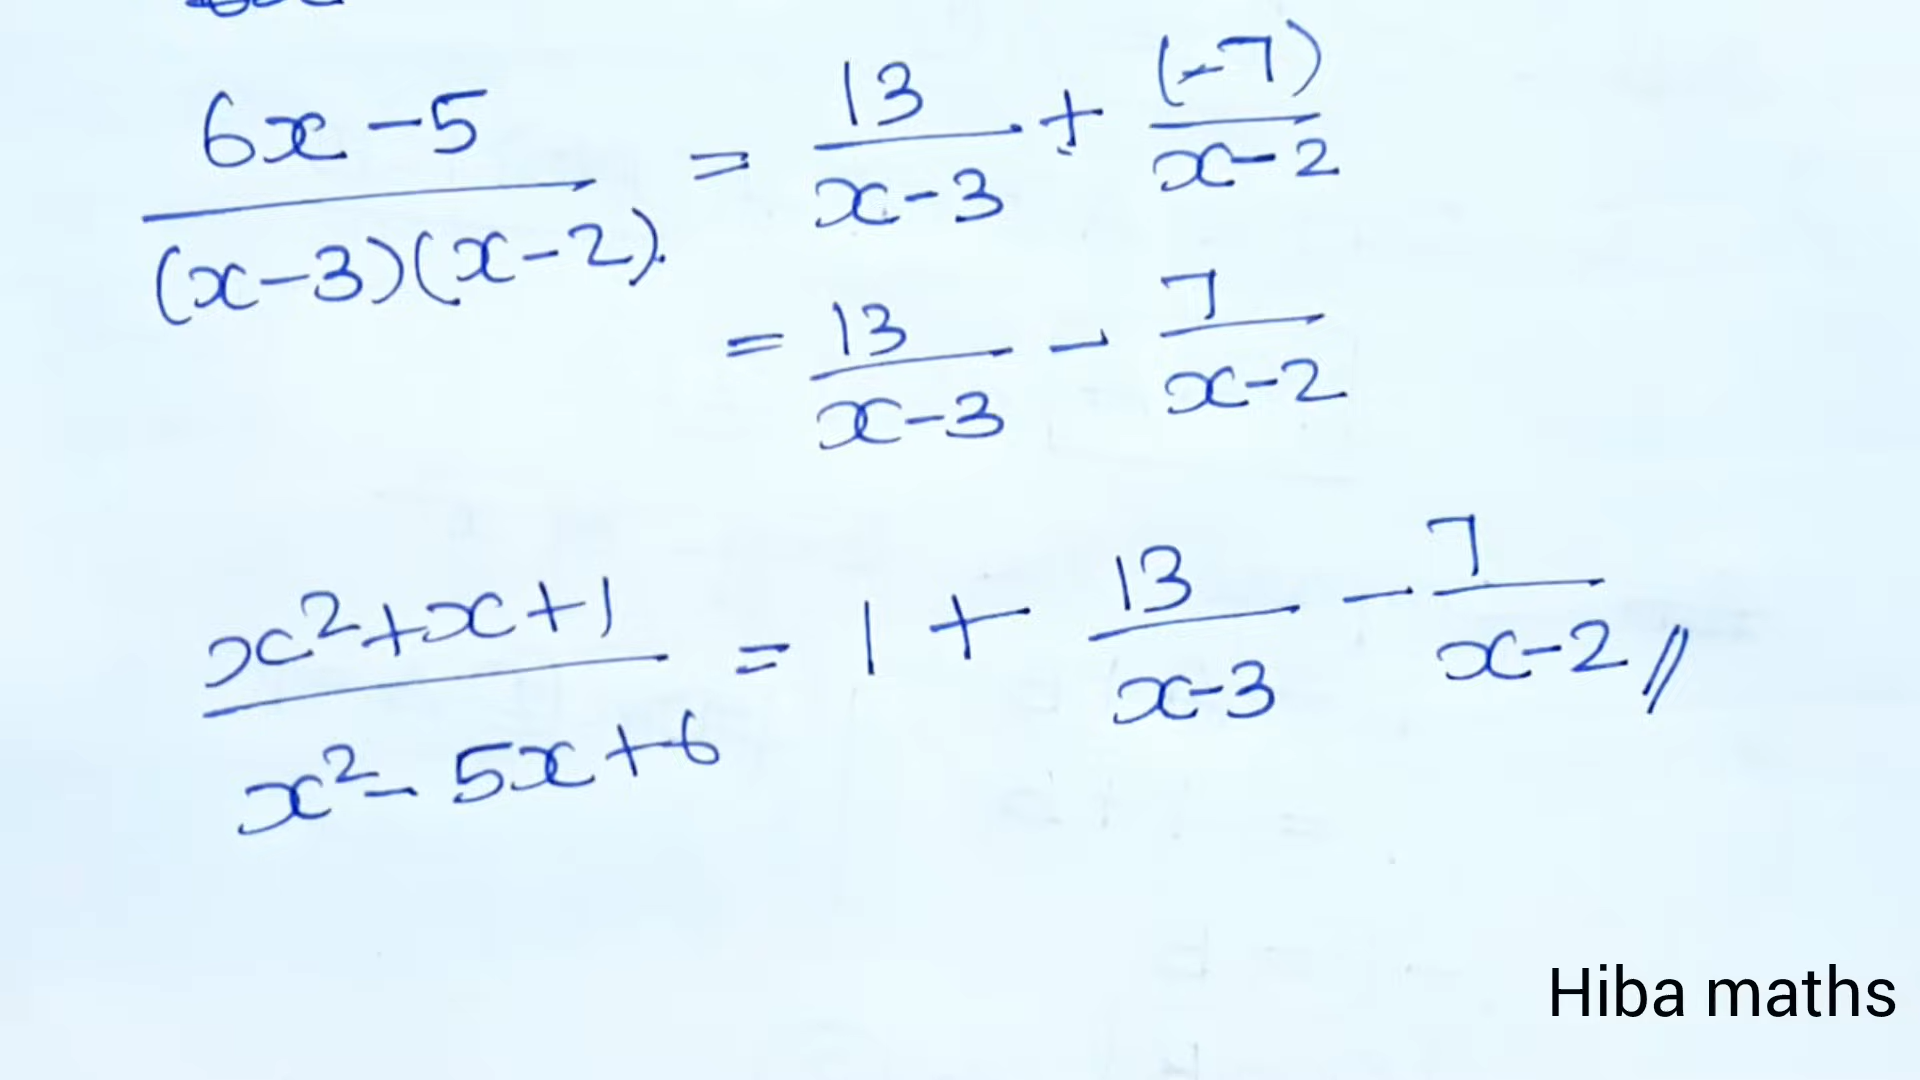 6x - 5 / (x-3)(x-2). = 13 / x-3 + (-7) / x-2
= 13 / x-3 - 7 / x-2
x²+x+1 / x²- 5x+6 = 1 + 13 / x-3 - 7 / x-2 //
Hiba maths